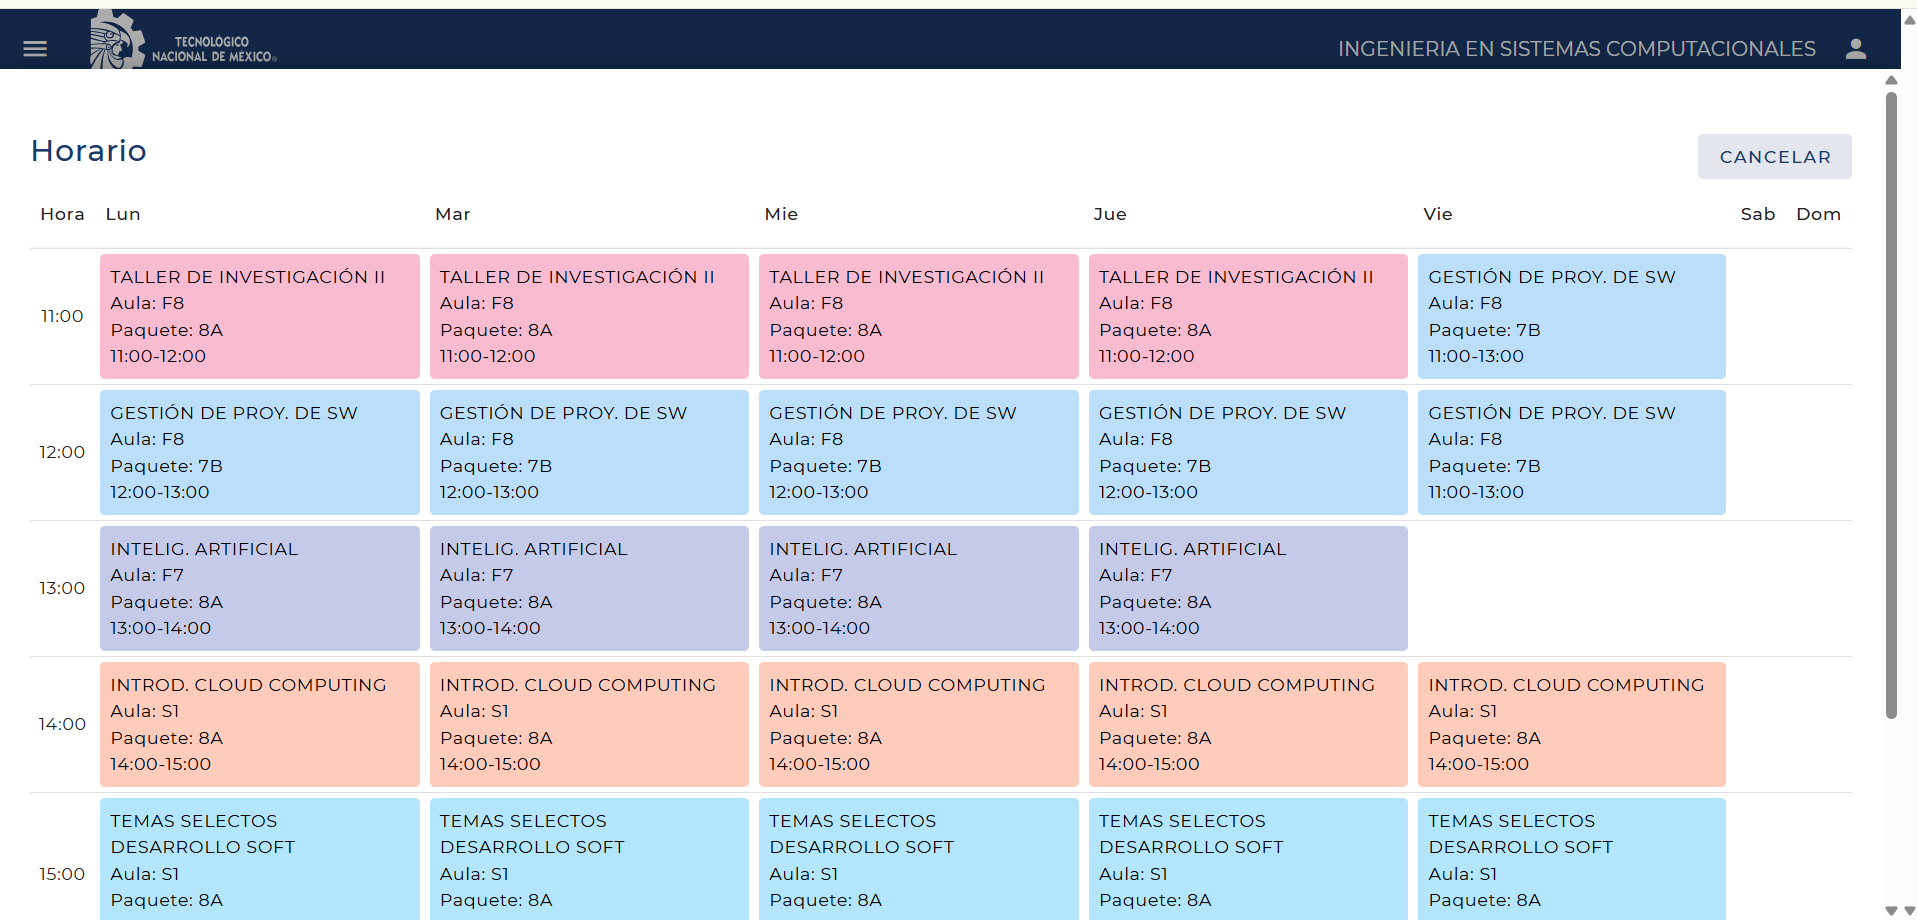 TECNOLÓGICO
NACIONAL DE MÉXICO
INGENIERIA EN SISTEMAS COMPUTACIONALES
Horario
CANCELAR
Hora Lun Mar Mie Jue Vie Sab Dom
11:00
TALLER DE INVESTIGACIÓN II
Aula: F8
Paquete: 8A
11:00-12:00
TALLER DE INVESTIGACIÓN II
Aula: F8
Paquete: 8A
11:00-12:00
TALLER DE INVESTIGACIÓN II
Aula: F8
Paquete: 8A
11:00-12:00
TALLER DE INVESTIGACIÓN II
Aula: F8
Paquete: 8A
11:00-12:00
GESTIÓN DE PROY. DE SW
Aula: F8
Paquete: 7B
11:00-13:00
12:00
GESTIÓN DE PROY. DE SW
Aula: F8
Paquete: 7B
12:00-13:00
GESTIÓN DE PROY. DE SW
Aula: F8
Paquete: 7B
12:00-13:00
GESTIÓN DE PROY. DE SW
Aula: F8
Paquete: 7B
12:00-13:00
GESTIÓN DE PROY. DE SW
Aula: F8
Paquete: 7B
12:00-13:00
GESTIÓN DE PROY. DE SW
Aula: F8
Paquete: 7B
11:00-13:00
13:00
INTELIG. ARTIFICIAL
Aula: F7
Paquete: 8A
13:00-14:00
INTELIG. ARTIFICIAL
Aula: F7
Paquete: 8A
13:00-14:00
INTELIG. ARTIFICIAL
Aula: F7
Paquete: 8A
13:00-14:00
INTELIG. ARTIFICIAL
Aula: F7
Paquete: 8A
13:00-14:00
14:00
INTROD. CLOUD COMPUTING
Aula: S1
Paquete: 8A
14:00-15:00
INTROD. CLOUD COMPUTING
Aula: S1
Paquete: 8A
14:00-15:00
INTROD. CLOUD COMPUTING
Aula: S1
Paquete: 8A
14:00-15:00
INTROD. CLOUD COMPUTING
Aula: S1
Paquete: 8A
14:00-15:00
INTROD. CLOUD COMPUTING
Aula: S1
Paquete: 8A
14:00-15:00
15:00
TEMAS SELECTOS
DESARROLLO SOFT
Aula: S1
Paquete: 8A
TEMAS SELECTOS
DESARROLLO SOFT
Aula: S1
Paquete: 8A
TEMAS SELECTOS
DESARROLLO SOFT
Aula: S1
Paquete: 8A
TEMAS SELECTOS
DESARROLLO SOFT
Aula: S1
Paquete: 8A
TEMAS SELECTOS
DESARROLLO SOFT
Aula: S1
Paquete: 8A